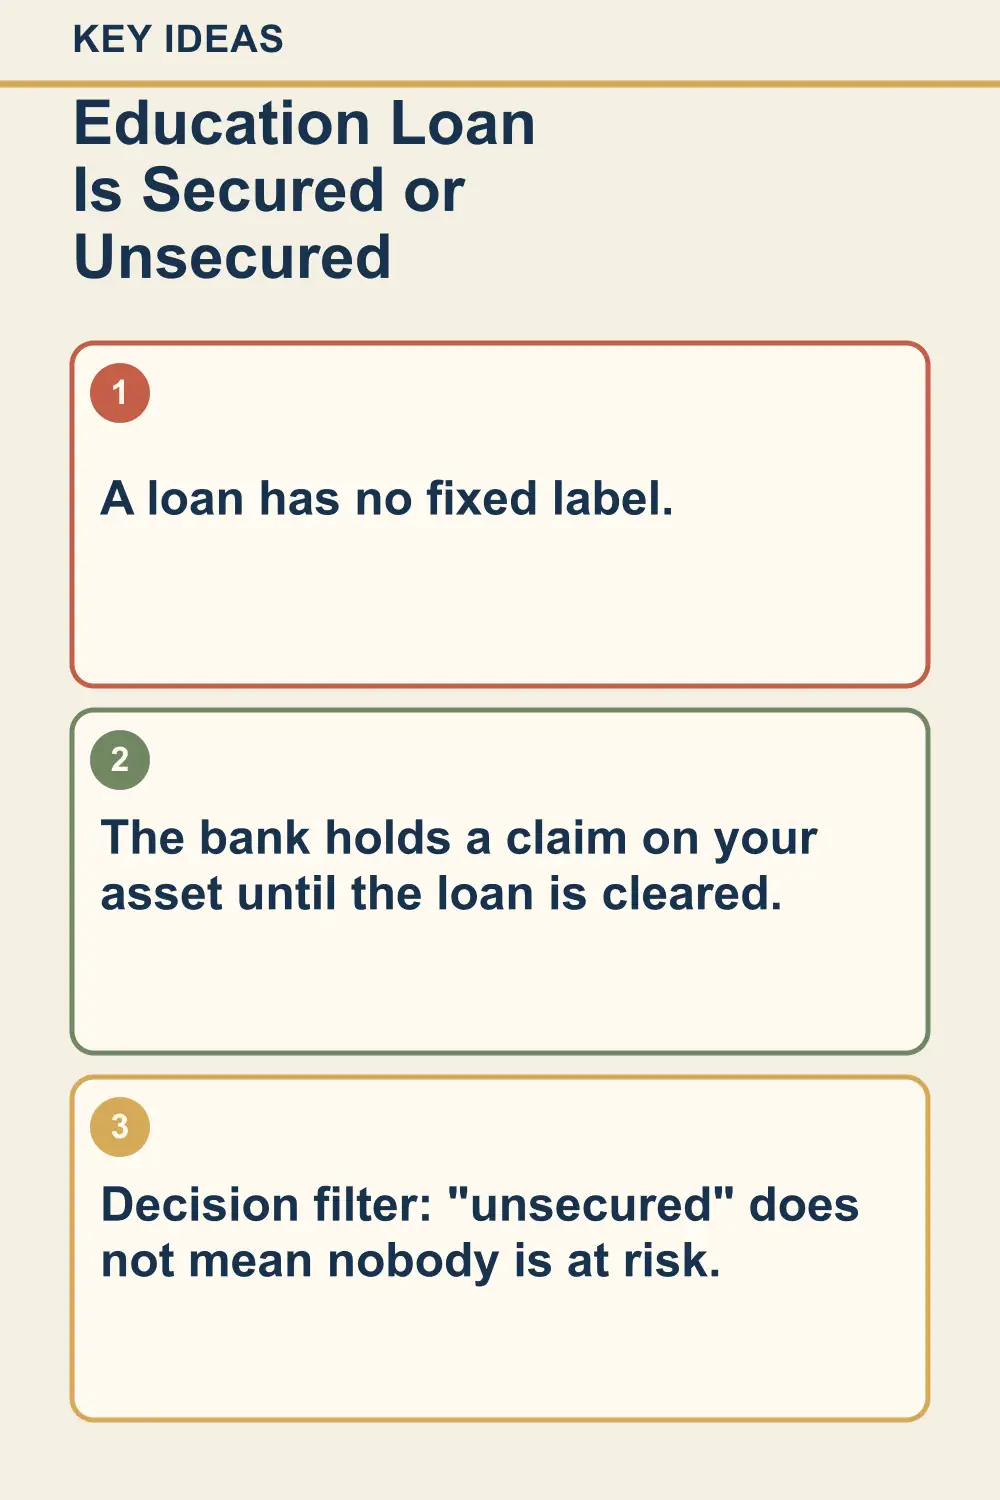 KEY IDEAS
Education Loan
Is Secured or
Unsecured
1
A loan has no fixed label.
2
The bank holds a claim on your
asset until the loan is cleared.
3
Decision filter: "unsecured" does
not mean nobody is at risk.